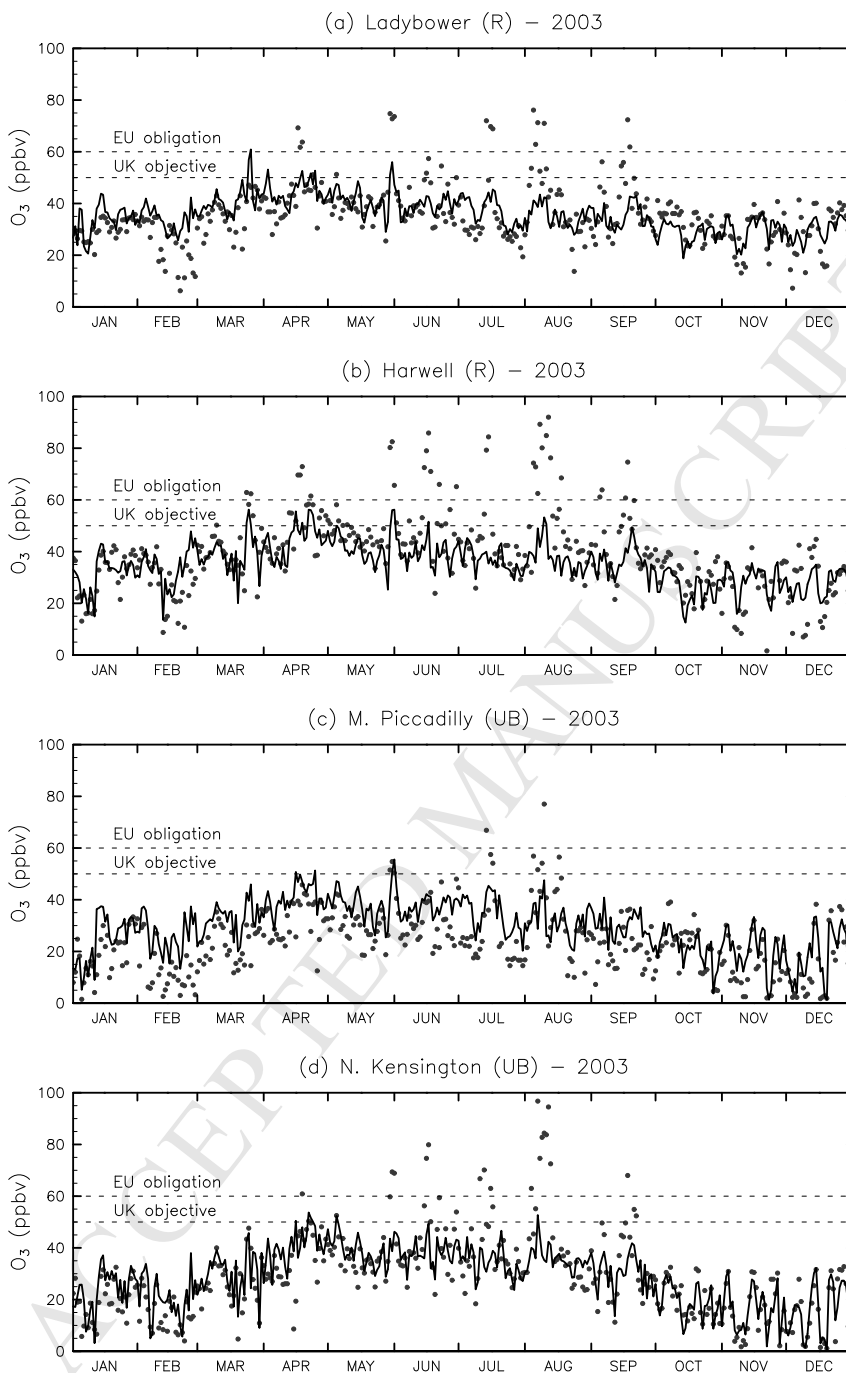 (a) Ladybower (R) – 2003
100
80
60
40
20
0
O3 (ppbv)
EU obligation
UK objective
JAN FEB MAR APR MAY JUN JUL AUG SEP OCT NOV DEC
(b) Harwell (R) – 2003
100
80
60
40
20
0
O3 (ppbv)
EU obligation
UK objective
JAN FEB MAR APR MAY JUN JUL AUG SEP OCT NOV DEC
(c) M. Piccadilly (UB) – 2003
100
80
60
40
20
0
O3 (ppbv)
EU obligation
UK objective
JAN FEB MAR APR MAY JUN JUL AUG SEP OCT NOV DEC
(d) N. Kensington (UB) – 2003
100
80
60
40
20
0
O3 (ppbv)
EU obligation
UK objective
JAN FEB MAR APR MAY JUN JUL AUG SEP OCT NOV DEC
ACCEPTED MANUSCRIPT